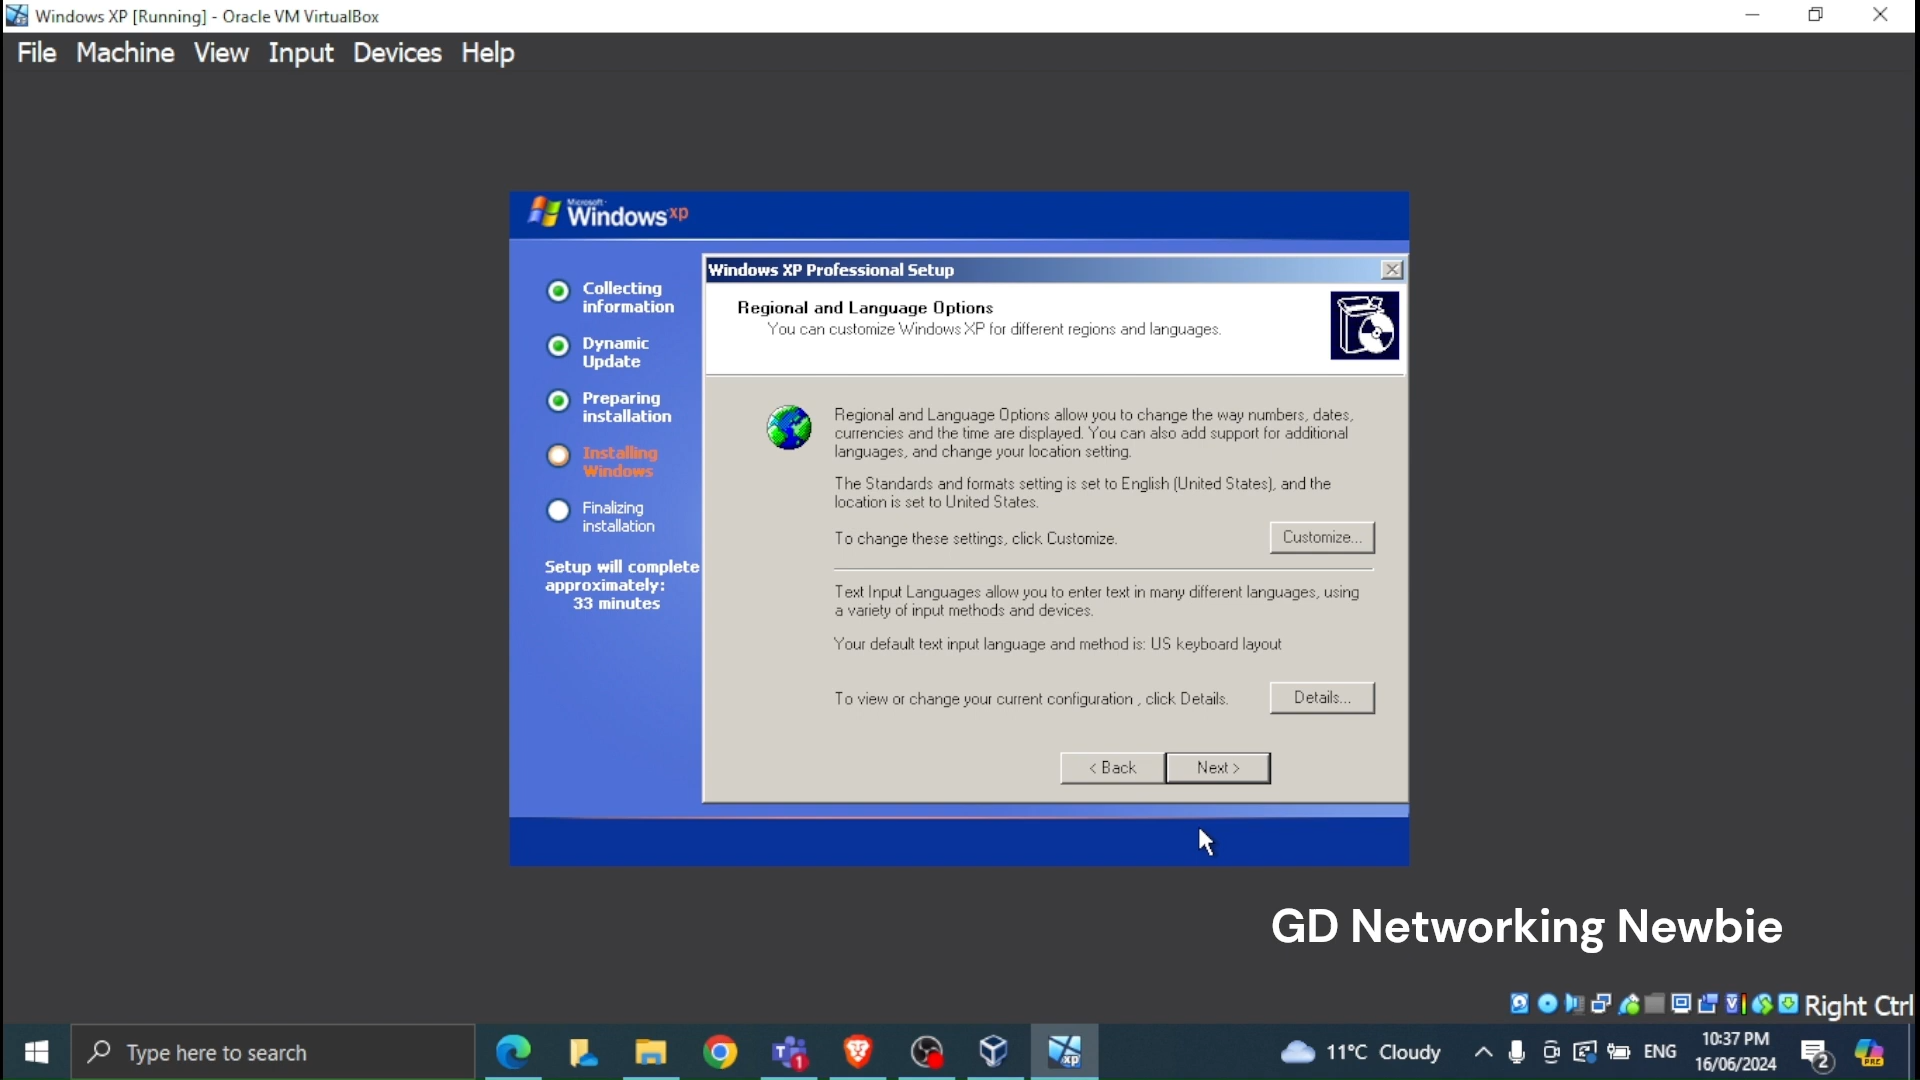 Windows XP [Running] - Oracle VM VirtualBox
File Machine View Input Devices Help
Microsoft
Windows xp
Collecting
information
Dynamic
Update
Preparing
installation
Installing
Windows
Finalizing
installation
Setup will complete
approximately:
33 minutes
Windows XP Professional Setup
Regional and Language Options
You can customize Windows XP for different regions and languages.
Regional and Language Options allow you to change the way numbers, dates,
currencies and the time are displayed. You can also add support for additional
languages, and change your location setting.
The Standards and formats setting is set to English (United States), and the
location is set to United States.
To change these settings, click Customize.
Customize...
Text Input Languages allow you to enter text in many different languages, using
a variety of input methods and devices.
Your default text input language and method is: US keyboard layout
To view or change your current configuration , click Details.
Details...
< Back
Next >
GD Networking Newbie
Right Ctrl
Type here to search
11°C Cloudy
ENG
10:37 PM
16/06/2024
2